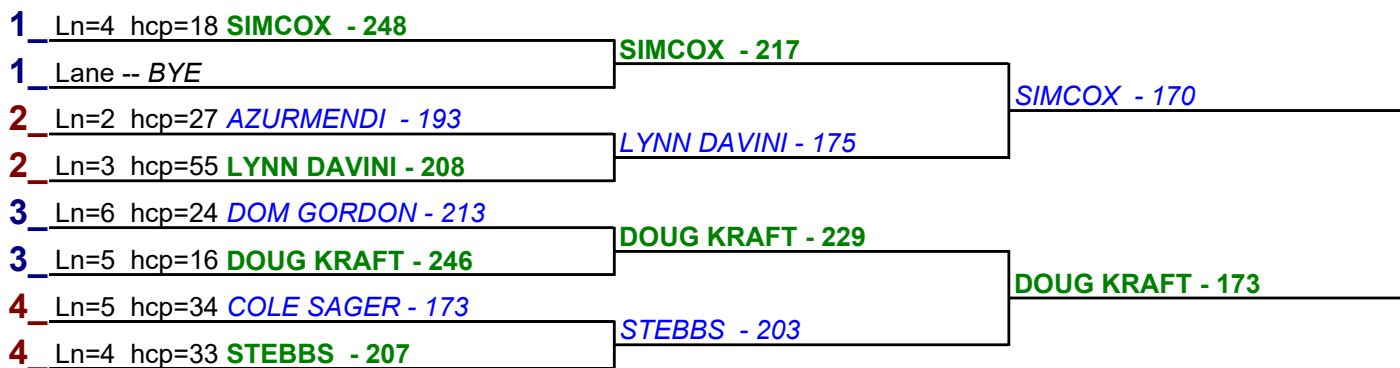 1_ Ln=4 hcp=18 SIMCOX - 248
1_ Lane -- BYE
2_ Ln=2 hcp=27 AZURMENDI - 193
2_ Ln=3 hcp=55 LYNN DAVINI - 208
3_ Ln=6 hcp=24 DOM GORDON - 213
3_ Ln=5 hcp=16 DOUG KRAFT - 246
4_ Ln=5 hcp=34 COLE SAGER - 173
4_ Ln=4 hcp=33 STEBBS - 207
SIMCOX - 217
LYNN DAVINI - 175
DOUG KRAFT - 229
STEBBS - 203
SIMCOX - 170
DOUG KRAFT - 173